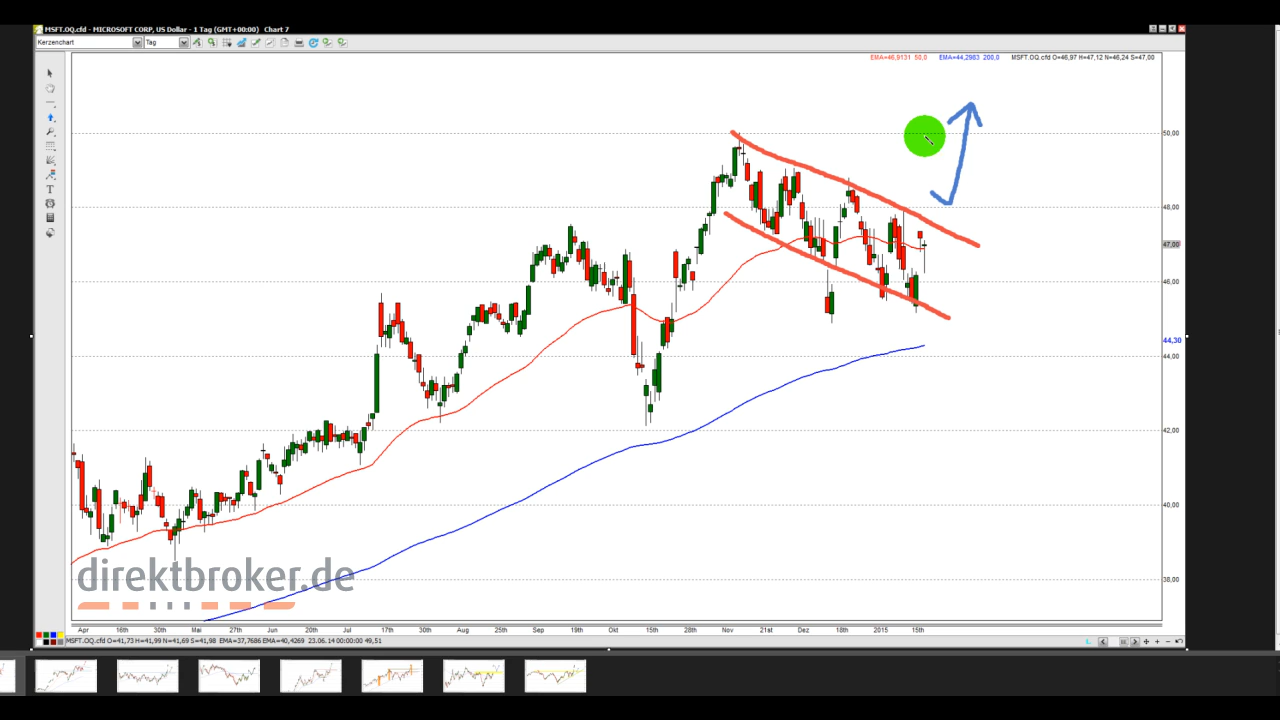 MSFT.OQ.cfd - MICROSOFT CORP, US Dollar - 1 Tag (GMT+00:00) Chart 7
Kerzenchart Tag
EMA=46,9131 50,0 EMA=44,2983 200,0 MSFT.OQ.cfd O=46,97 H=47,12 N=46,24 S=47,00
50,00
48,00
47,00
46,00
44,30
44,00
42,00
40,00
38,00
T
direktbroker.de
Apr 16th Mai 27th Jun 20th Jul 30th Aug 25th Sep 19th Okt 15th 28th Nov 21st Dez 18th 2015 15th
MSFT.OQ.cfd O=41,73 H=41,99 N=41,69 S=41,98 EMA=37,7686 EMA=40,4269 23.06.14 00:00:00 49,51
L